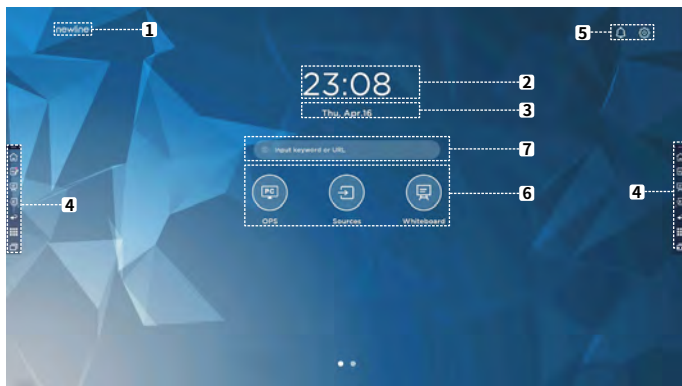 newline
1
5
23:08
2
Thu, Apr.16
3
Input keyword or URL
7
4
4
PC
6
OPS Sources Whiteboard